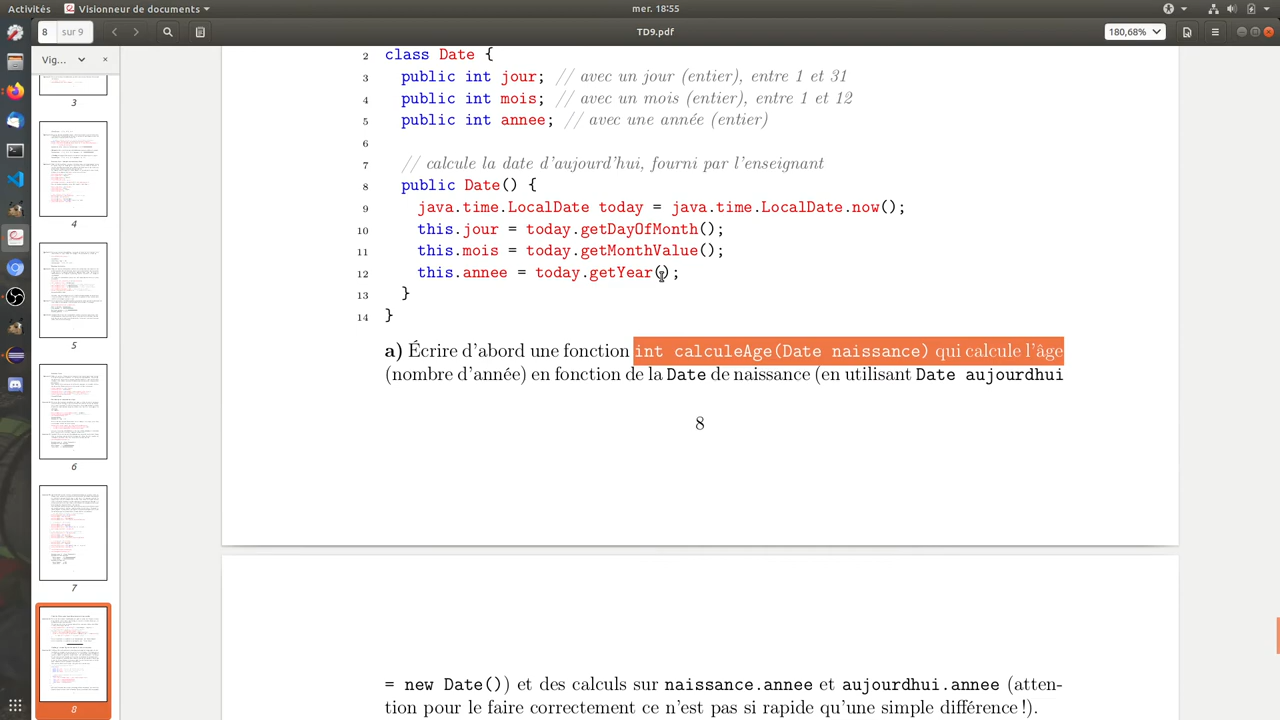 Activités Visionneur de documents mer. 18:55
8 sur 9 TD9.pdf 180,68%
Vig…
3
4
5
6
7
8
2 class Date {
3 public int jour; // avec un jour (entier), entre 1 et 31
4 public int mois; // avec un mois (entier), entre 1 et 12
5 public int annee; // avec une année (entier)
6
7 // calcule la date d'aujourd'hui, fourni par l'enseignant
8 public Date() {
9 java.time.LocalDate today = java.time.LocalDate.now();
10 this.jour = today.getDayOfMonth();
11 this.mois = today.getMonthValue();
12 this.annee = today.getYear();
13 }
14 }
a) Écrire d'abord une fonction int calculeAge(Date naissance) qui calcule l'âge
(nombre d'années) en fonction de la Date de naissance (en utilisant Date aujourdhui
8
= new Date()) et des calculs sur naissance.annee et aujourdhui.annee (atten-
tion pour le faire correctement ce n'est pas si rapide qu'une simple différence !).